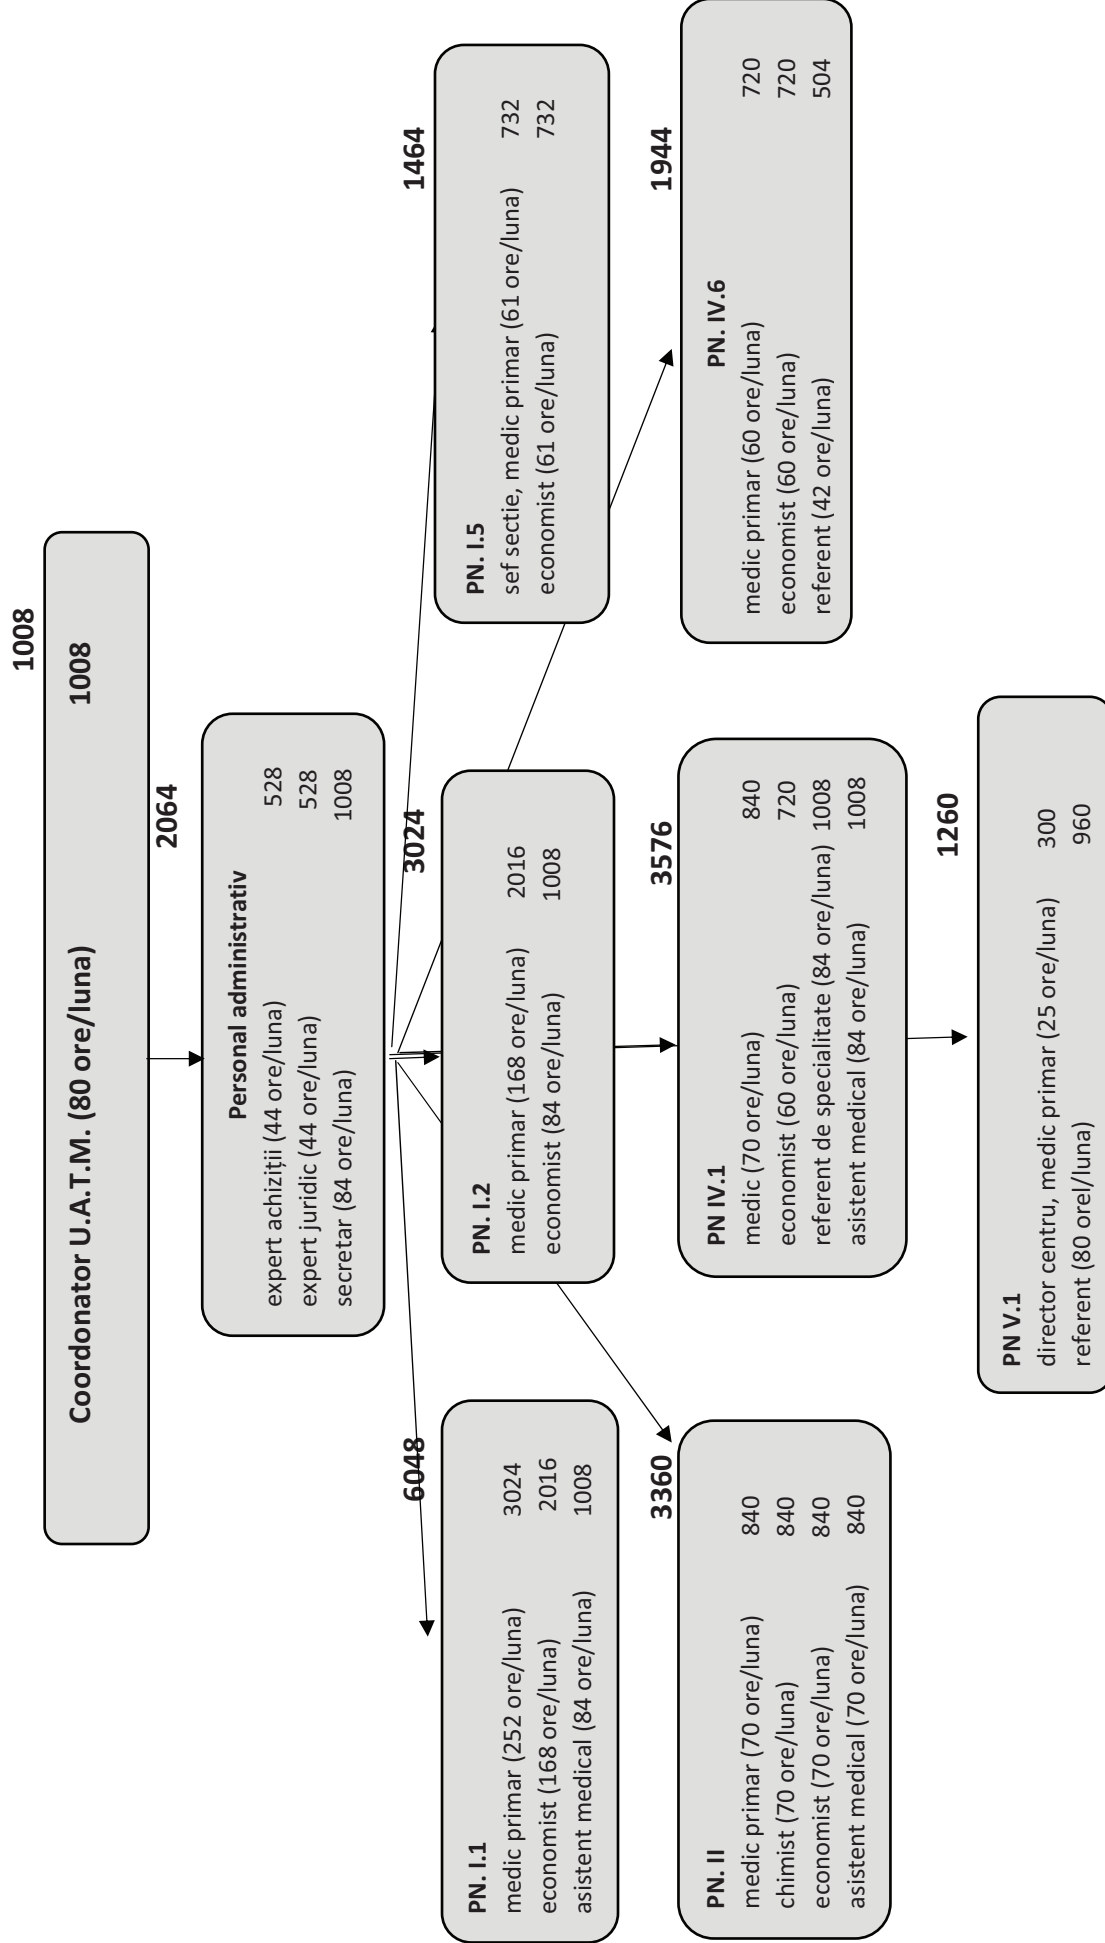 1008
Coordonator U.A.T.M. (80 ore/luna) 1008
2064
Personal administrativ
expert achiziții (44 ore/luna) 528
expert juridic (44 ore/luna) 528
secretar (84 ore/luna) 1008
6048
PN. I.1
medic primar (252 ore/luna) 3024
economist (168 ore/luna) 2016
asistent medical (84 ore/luna) 1008
3024
PN. I.2
medic primar (168 ore/luna) 2016
economist (84 ore/luna) 1008
1464
PN. I.5
sef sectie, medic primar (61 ore/luna) 732
economist (61 ore/luna) 732
3360
PN. II
medic primar (70 ore/luna) 840
chimist (70 ore/luna) 840
economist (70 ore/luna) 840
asistent medical (70 ore/luna) 840
3576
PN IV.1
medic (70 ore/luna) 840
economist (60 ore/luna) 720
referent de specialitate (84 ore/luna) 1008
asistent medical (84 ore/luna) 1008
1944
PN. IV.6
medic primar (60 ore/luna) 720
economist (60 ore/luna) 720
referent (42 ore/luna) 504
1260
PN V.1
director centru, medic primar (25 ore/luna) 300
referent (80 orel/luna) 960